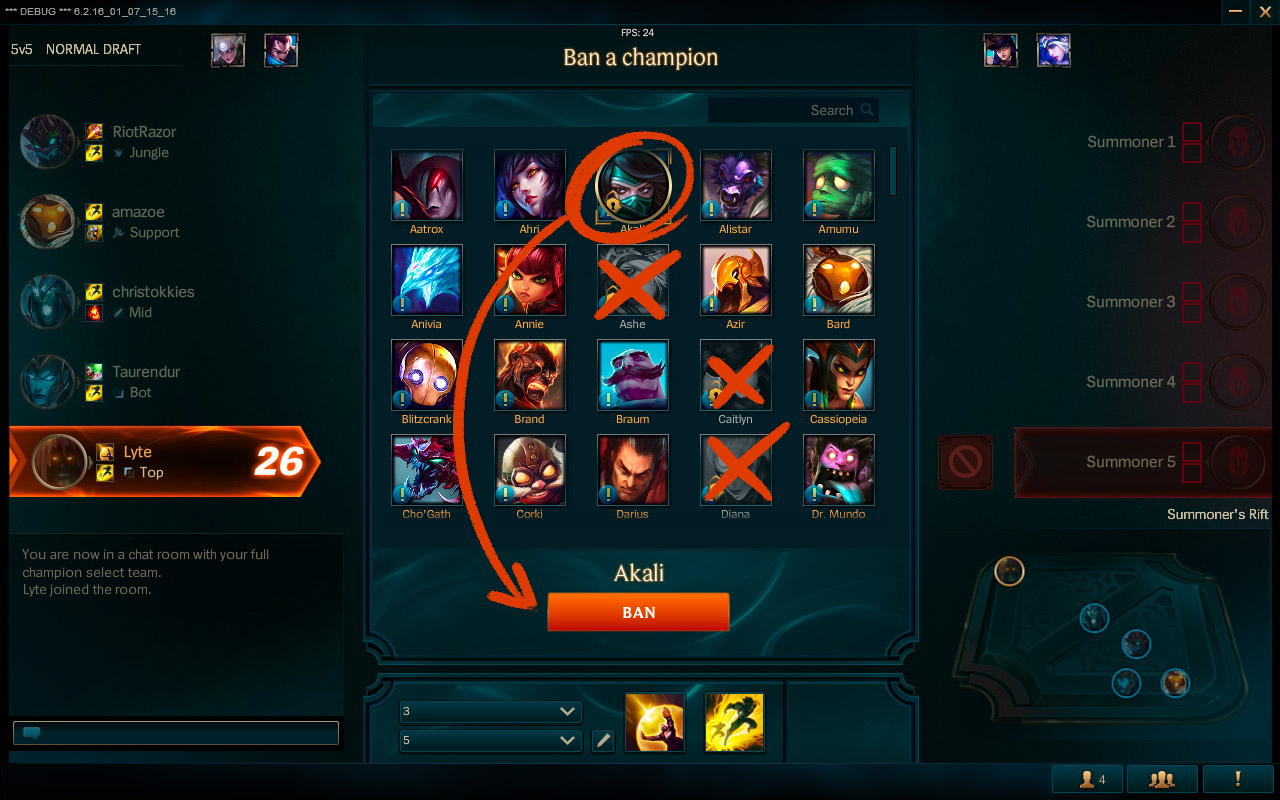 *** DEBUG *** 6.2.16_01_07_15_16
FPS: 24
5v5 NORMAL DRAFT
Ban a champion
Search
RiotRazor
Jungle
amazoe
Support
christokkies
Mid
Taurendur
Bot
Lyte
Top
26
Aatrox Ahri Akali Alistar Amumu
Anivia Annie Ashe Azir Bard
Blitzcrank Brand Braum Caitlyn Cassiopeia
Cho'Gath Corki Darius Diana Dr. Mundo
Akali
BAN
Summoner 1
Summoner 2
Summoner 3
Summoner 4
Summoner 5
Summoner's Rift
You are now in a chat room with your full
champion select team.
Lyte joined the room.
3
5
4